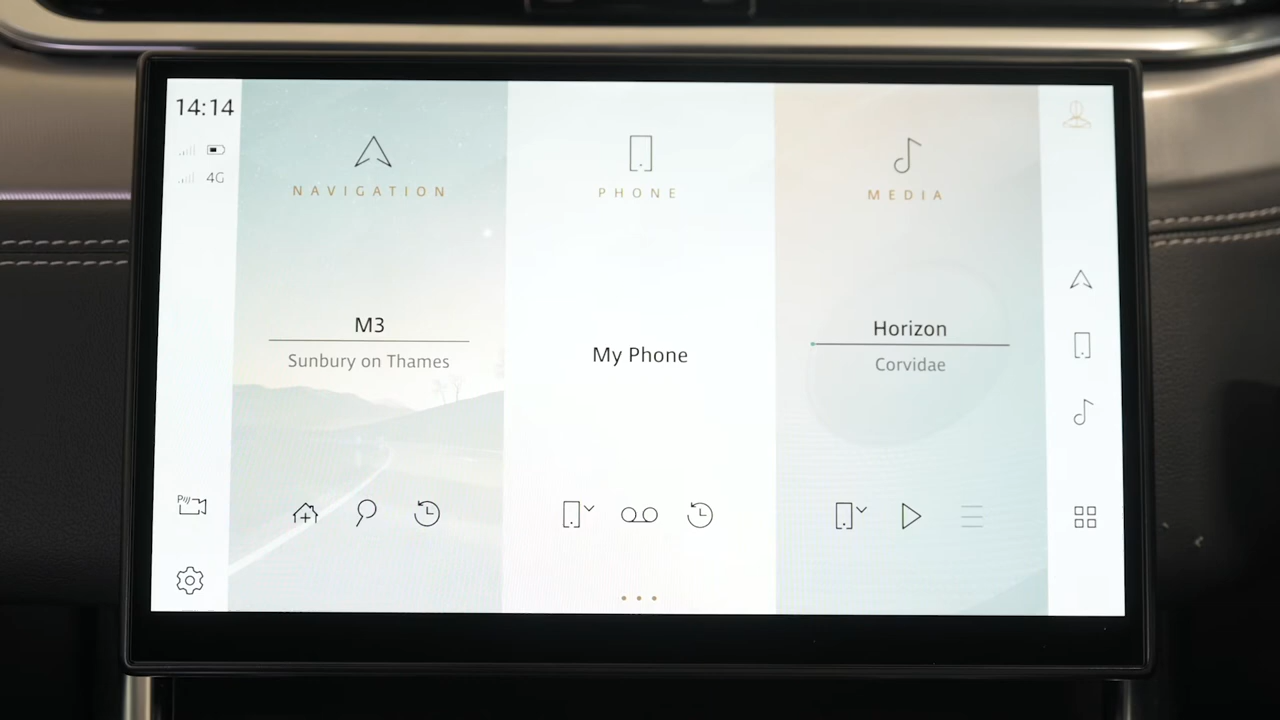 14:14
4G
NAVIGATION
M3
Sunbury on Thames
PHONE
My Phone
MEDIA
Horizon
Corvidae
P